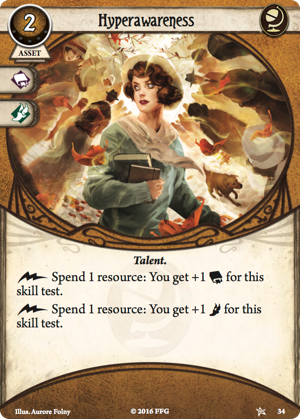 2
Hyperawareness
ASSET
Talent.
Spend 1 resource: You get +1 for this
skill test.
Spend 1 resource: You get +1 for this
skill test.
Illus. Aurore Folny
© 2016 FFG
34